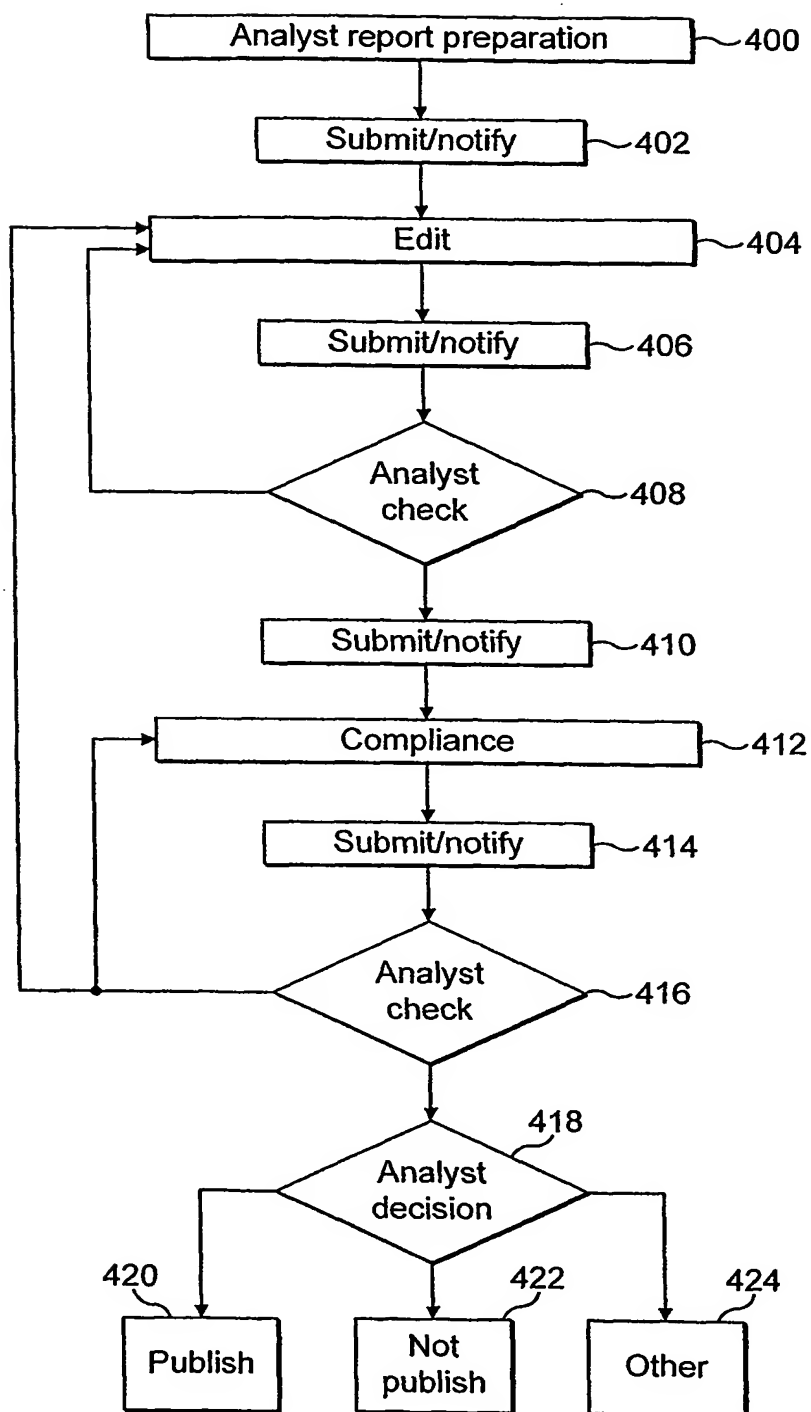 Analyst report preparation 400
Submit/notify 402
Edit 404
Submit/notify 406
Analyst
check 408
Submit/notify 410
Compliance 412
Submit/notify 414
Analyst
check 416
418
Analyst
decision
420 422 424
Publish Not
publish Other